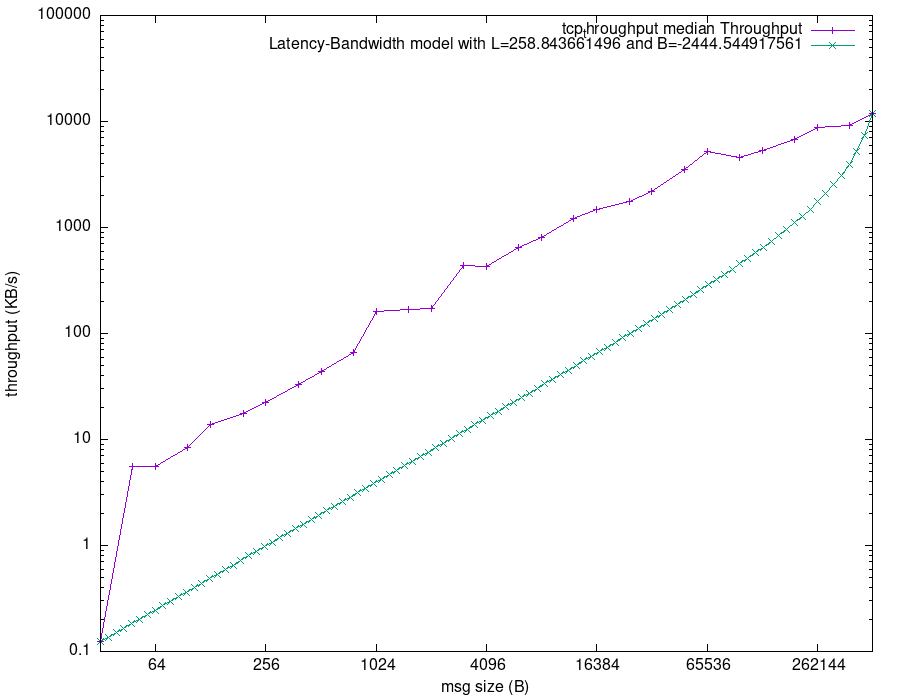 100000
10000
1000
100
10
1
0.1
throughput (KB/s)
tcp_throughput median Throughput
Latency-Bandwidth model with L=258.843661496 and B=-2444.544917561
64 256 1024 4096 16384 65536 262144
msg size (B)